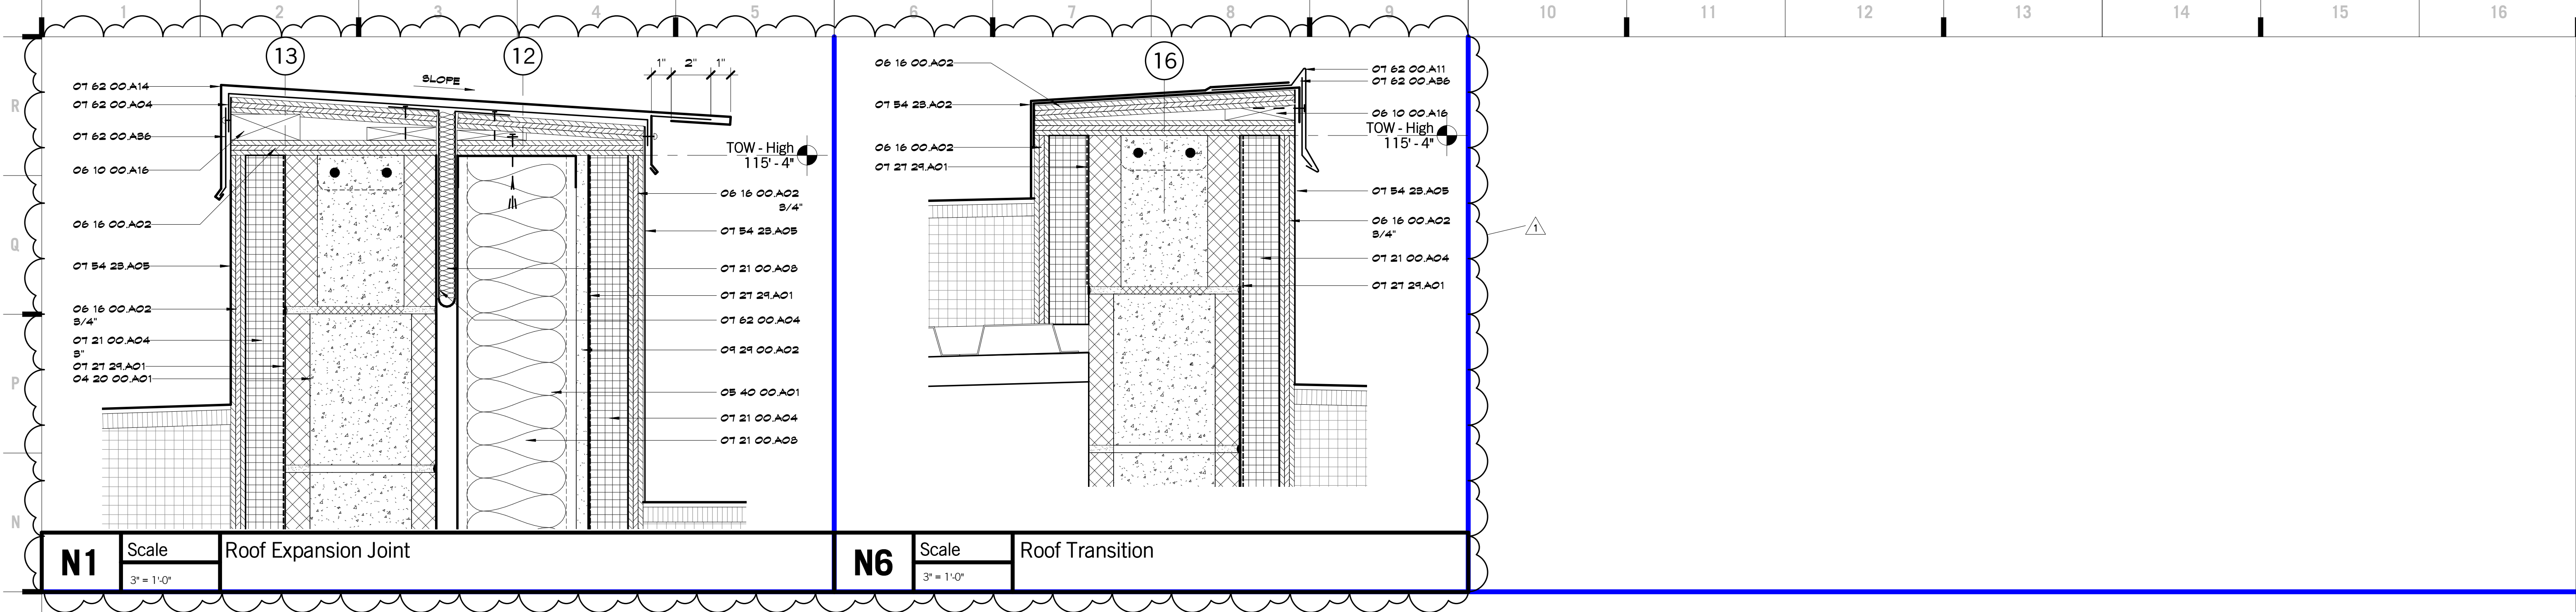 1 2 3 4 5 6 7 8 9 10 11 12 13 14 15 16
R
Q
P
N
13
12
SLOPE
1" 2" 1"
07 62 00.A14
07 62 00.A04
07 62 00.A36
06 10 00.A16
06 16 00.A02
07 54 23.A05
06 16 00.A02
3/4"
07 21 00.A04
3"
07 27 29.A01
04 20 00.A01
TOW - High
115' - 4"
06 16 00.A02
3/4"
07 54 23.A05
07 21 00.A08
07 27 29.A01
07 62 00.A04
09 29 00.A02
05 40 00.A01
07 21 00.A04
07 21 00.A08
N1
Scale
3" = 1'-0"
Roof Expansion Joint
16
06 16 00.A02
07 54 23.A02
06 16 00.A02
07 27 29.A01
07 62 00.A11
07 62 00.A36
06 10 00.A16
TOW - High
115' - 4"
07 54 23.A05
06 16 00.A02
3/4"
07 21 00.A04
07 27 29.A01
N6
Scale
3" = 1'-0"
Roof Transition
1